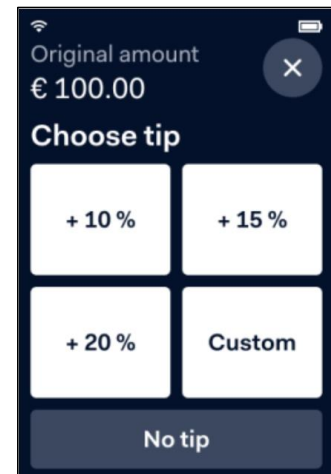 Original amount
€ 100.00
Choose tip
+ 10 %
+ 15 %
+ 20 %
Custom
No tip